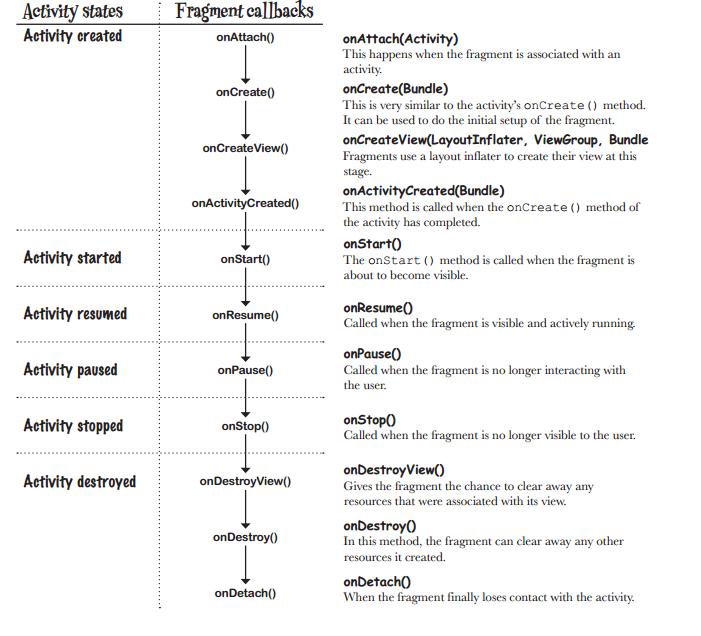 Activity states
Fragment callbacks
Activity created
onAttach()
onCreate()
onCreateView()
onActivityCreated()
Activity started
onStart()
Activity resumed
onResume()
Activity paused
onPause()
Activity stopped
onStop()
Activity destroyed
onDestroyView()
onDestroy()
onDetach()
onAttach(Activity)
This happens when the fragment is associated with an
activity.
onCreate(Bundle)
This is very similar to the activity's onCreate() method.
It can be used to do the initial setup of the fragment.
onCreateView(LayoutInflater, ViewGroup, Bundle
Fragments use a layout inflater to create their view at this
stage.
onActivityCreated(Bundle)
This method is called when the onCreate() method of
the activity has completed.
onStart()
The onStart() method is called when the fragment is
about to become visible.
onResume()
Called when the fragment is visible and actively running.
onPause()
Called when the fragment is no longer interacting with
the user.
onStop()
Called when the fragment is no longer visible to the user.
onDestroyView()
Gives the fragment the chance to clear away any
resources that were associated with its view.
onDestroy()
In this method, the fragment can clear away any other
resources it created.
onDetach()
When the fragment finally loses contact with the activity.